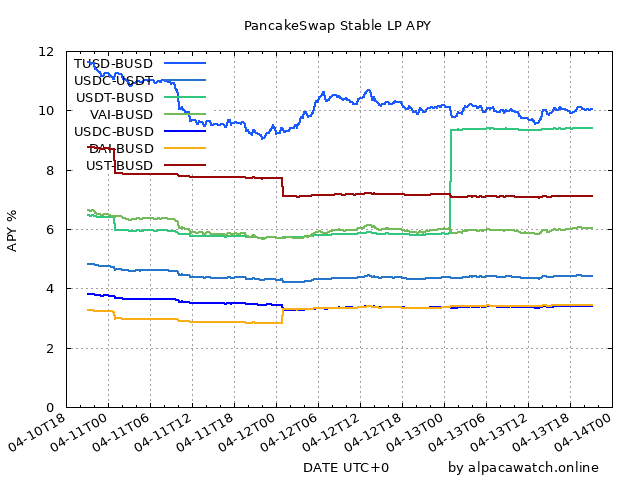 PancakeSwap Stable LP APY
12
10
8
6
4
2
0
APY %
TUSD-BUSD
USDC-USDT
USDT-BUSD
VAI-BUSD
USDC-BUSD
DAI-BUSD
UST-BUSD
04-10T18
04-11T00
04-11T06
04-11T12
04-11T18
04-12T00
04-12T06
04-12T12
04-12T18
04-13T00
04-13T06
04-13T12
04-13T18
04-14T00
DATE UTC+0
by alpacawatch.online